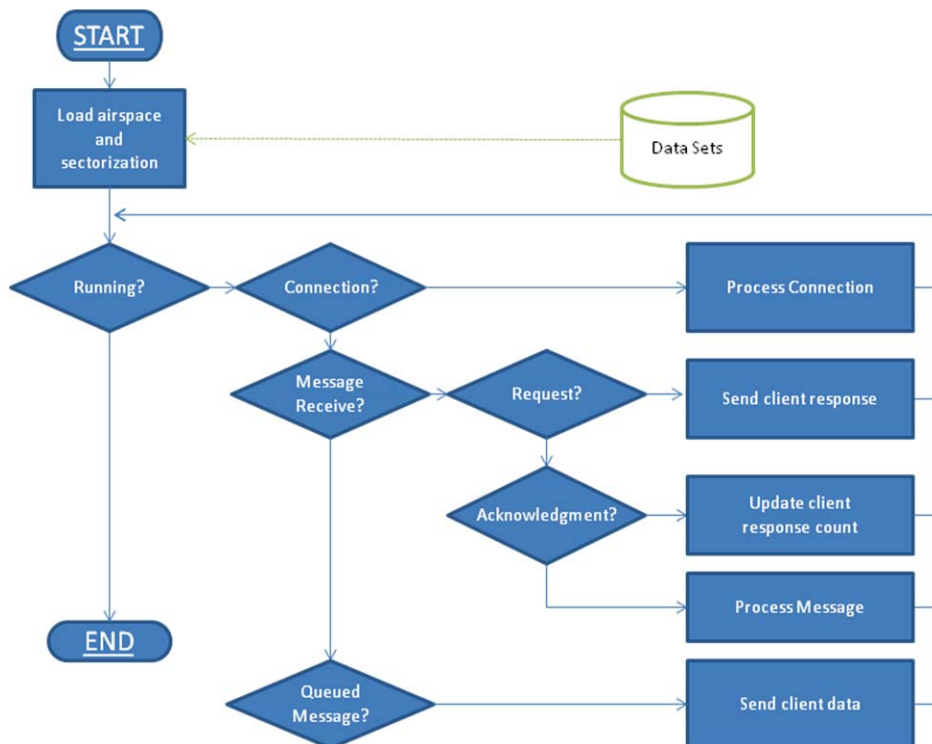 START
Load airspace
and
sectorization
Data Sets
Running?
Connection?
Process Connection
Message
Receive?
Request?
Send client response
Acknowledgment?
Update client
response count
Process Message
END
Queued
Message?
Send client data